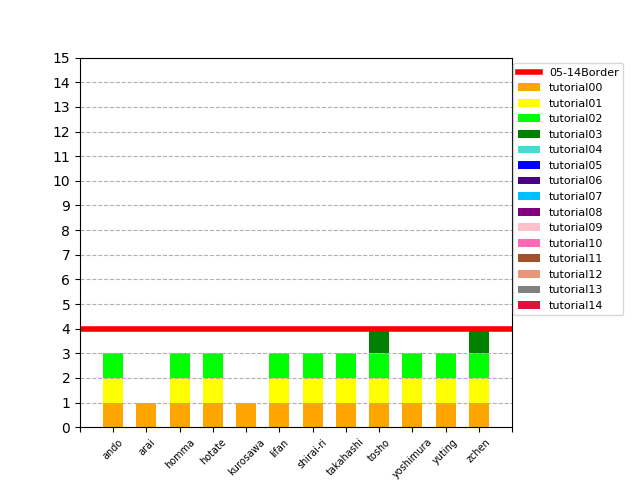 15
14
13
12
11
10
9
8
7
6
5
4
3
2
1
0
ando
arai
homma
hotate
kurosawa
lifan
shirai-ri
takahashi
tosho
yoshimura
yuting
zchen
05-14Border
tutorial00
tutorial01
tutorial02
tutorial03
tutorial04
tutorial05
tutorial06
tutorial07
tutorial08
tutorial09
tutorial10
tutorial11
tutorial12
tutorial13
tutorial14